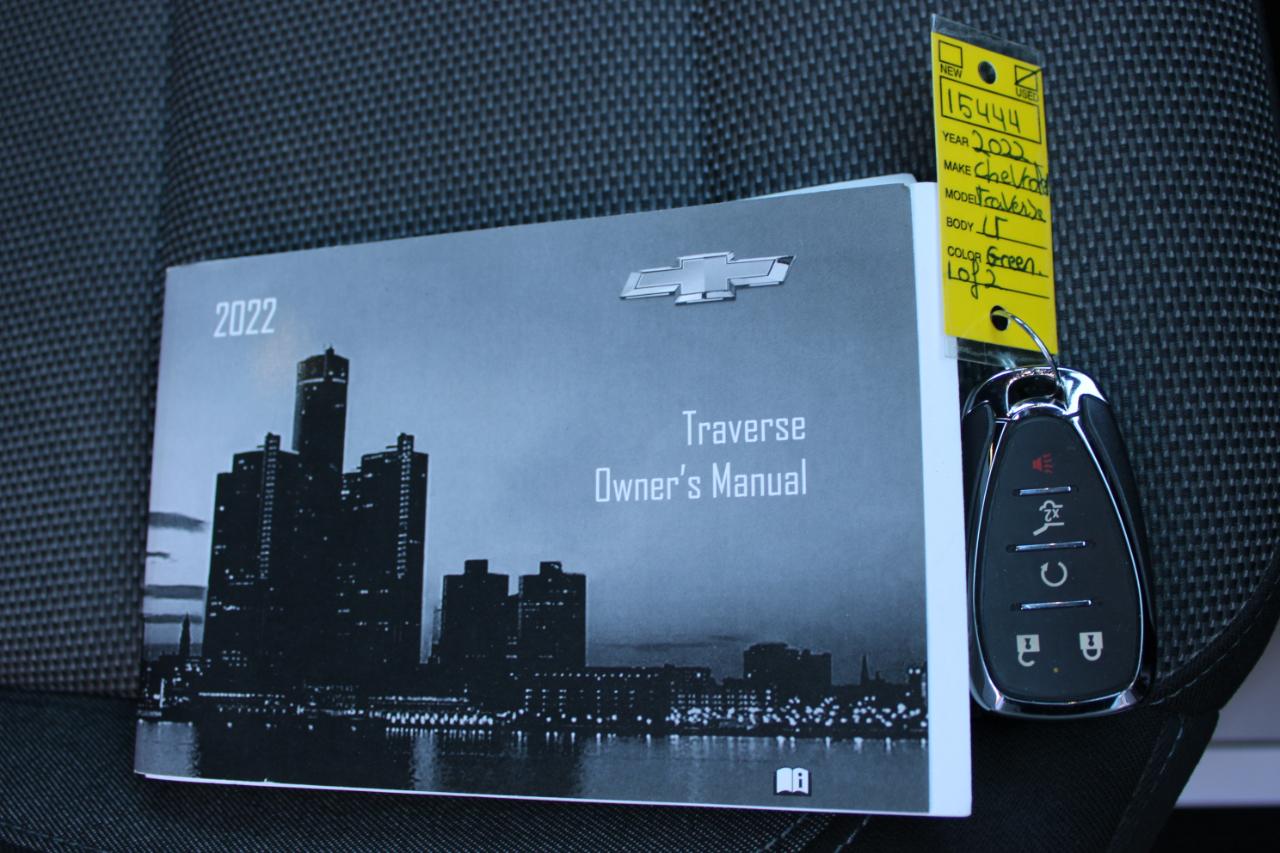 2022
Traverse
Owner's Manual
NEW USED
15444
YEAR 2022
MAKE Chevrolet
MODEL Traverse
BODY LT
COLOR Green.
1 of 2
x2